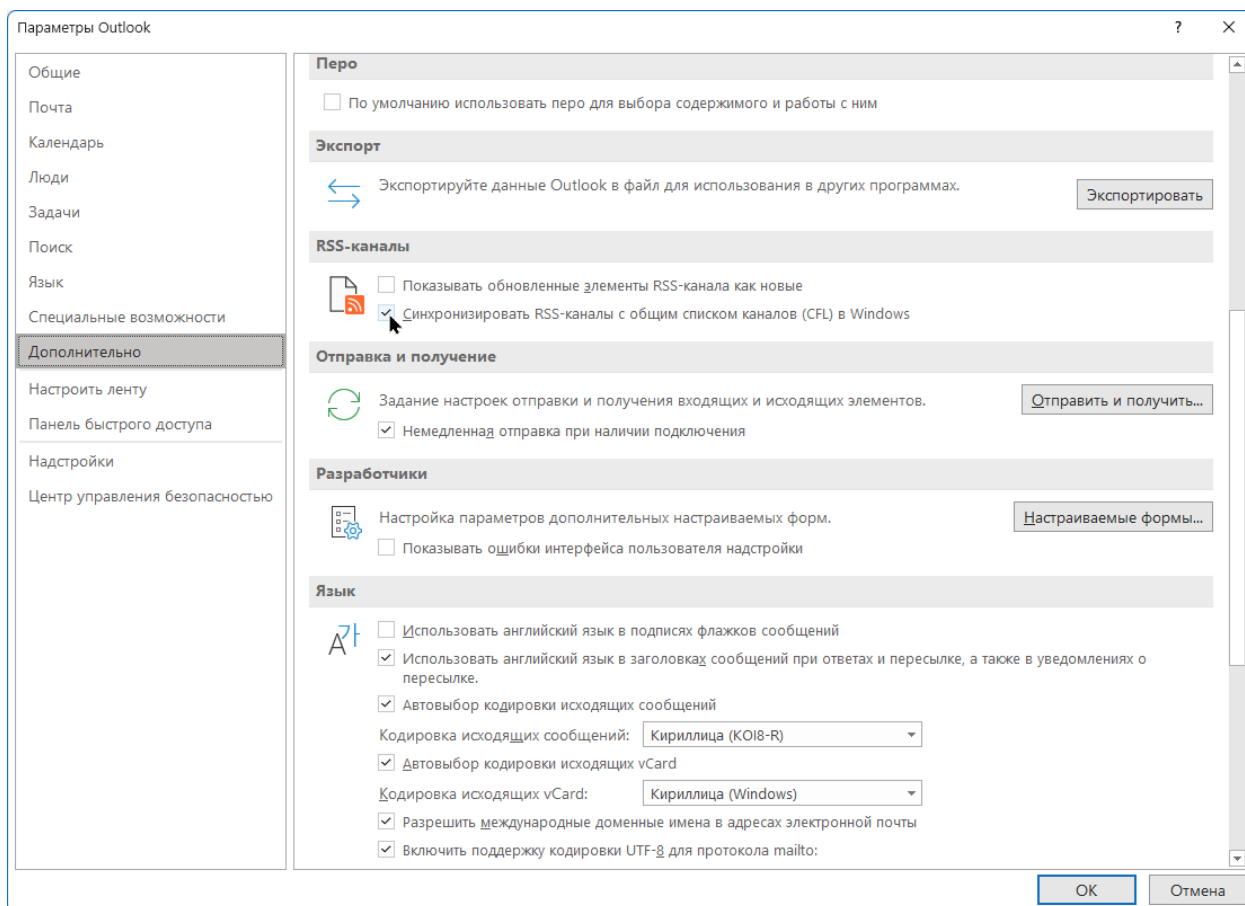 Параметры Outlook
?
Общие
Почта
Календарь
Люди
Задачи
Поиск
Язык
Специальные возможности
Дополнительно
Настроить ленту
Панель быстрого доступа
Надстройки
Центр управления безопасностью
Перо
По умолчанию использовать перо для выбора содержимого и работы с ним
Экспорт
Экспортируйте данные Outlook в файл для использования в других программах.
Экспортировать
RSS-каналы
Показывать обновленные элементы RSS-канала как новые
Синхронизировать RSS-каналы с общим списком каналов (CFL) в Windows
Отправка и получение
Задание настроек отправки и получения входящих и исходящих элементов.
Отправить и получить...
Немедленная отправка при наличии подключения
Разработчики
Настройка параметров дополнительных настраиваемых форм.
Настраиваемые формы...
Показывать ошибки интерфейса пользователя надстройки
Язык
Использовать английский язык в подписях флажков сообщений
Использовать английский язык в заголовках сообщений при ответах и пересылке, а также в уведомлениях о
пересылке.
Автовыбор кодировки исходящих сообщений
Кодировка исходящих сообщений: Кириллица (KOI8-R)
Автовыбор кодировки исходящих vCard
Кодировка исходящих vCard: Кириллица (Windows)
Разрешить международные доменные имена в адресах электронной почты
Включить поддержку кодировки UTF-8 для протокола mailto:
ОК
Отмена